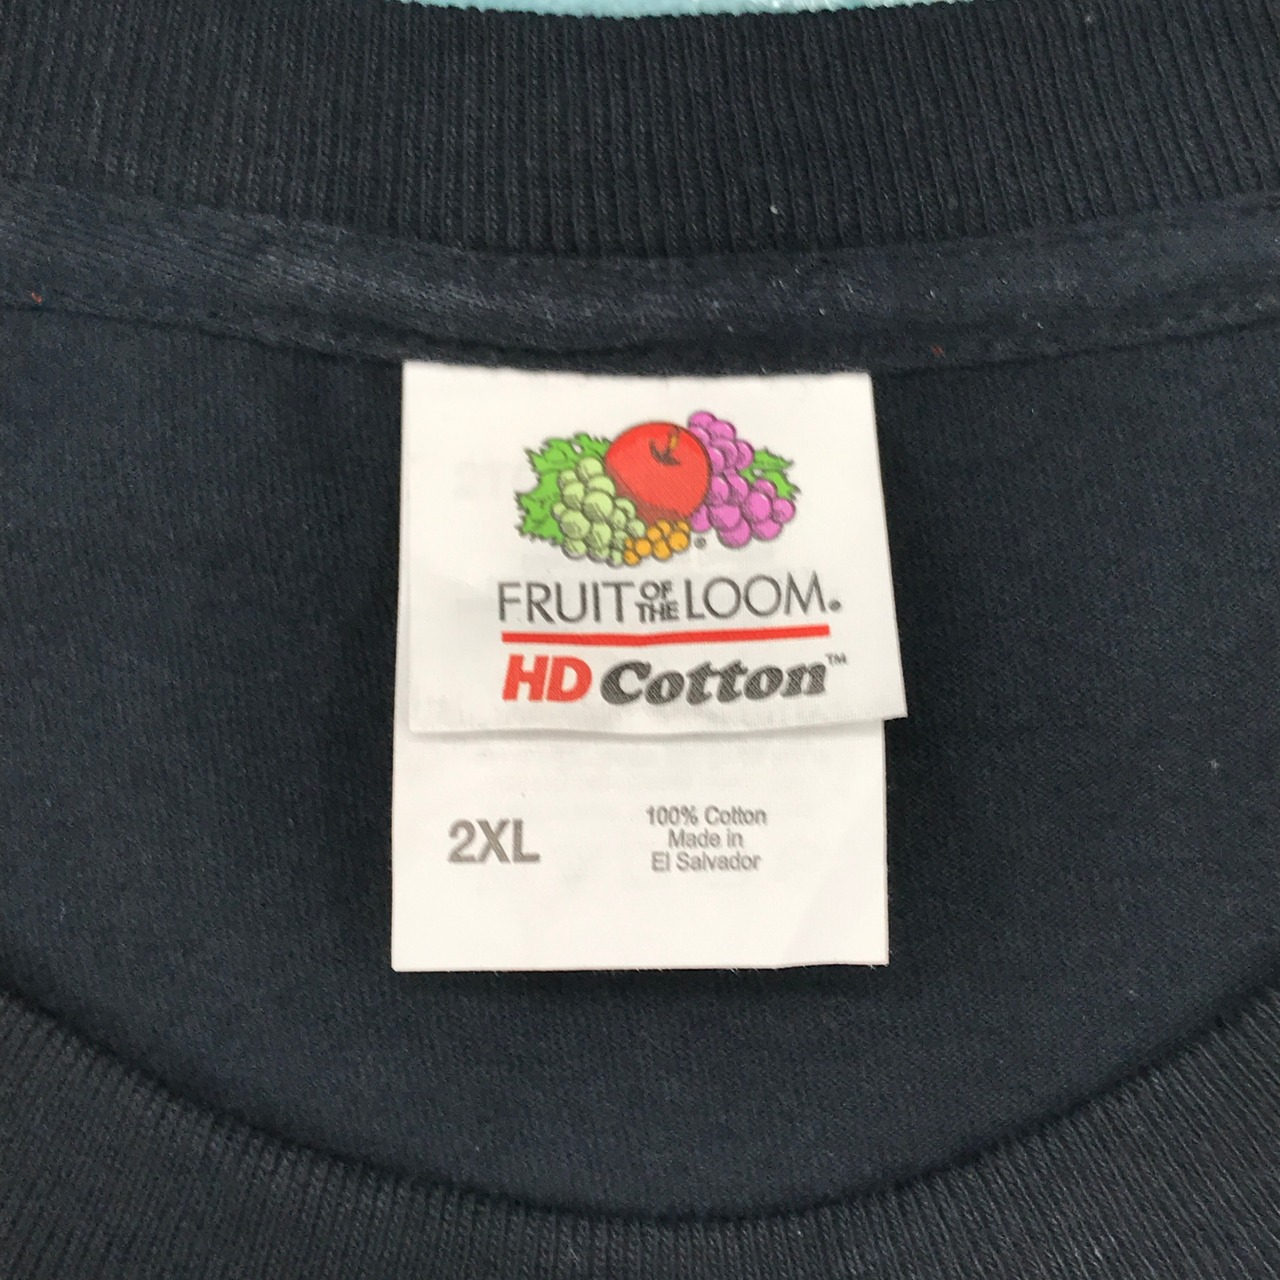 FRUIT OF THE LOOM®
HD Cotton™
2XL
100% Cotton
Made in
El Salvador